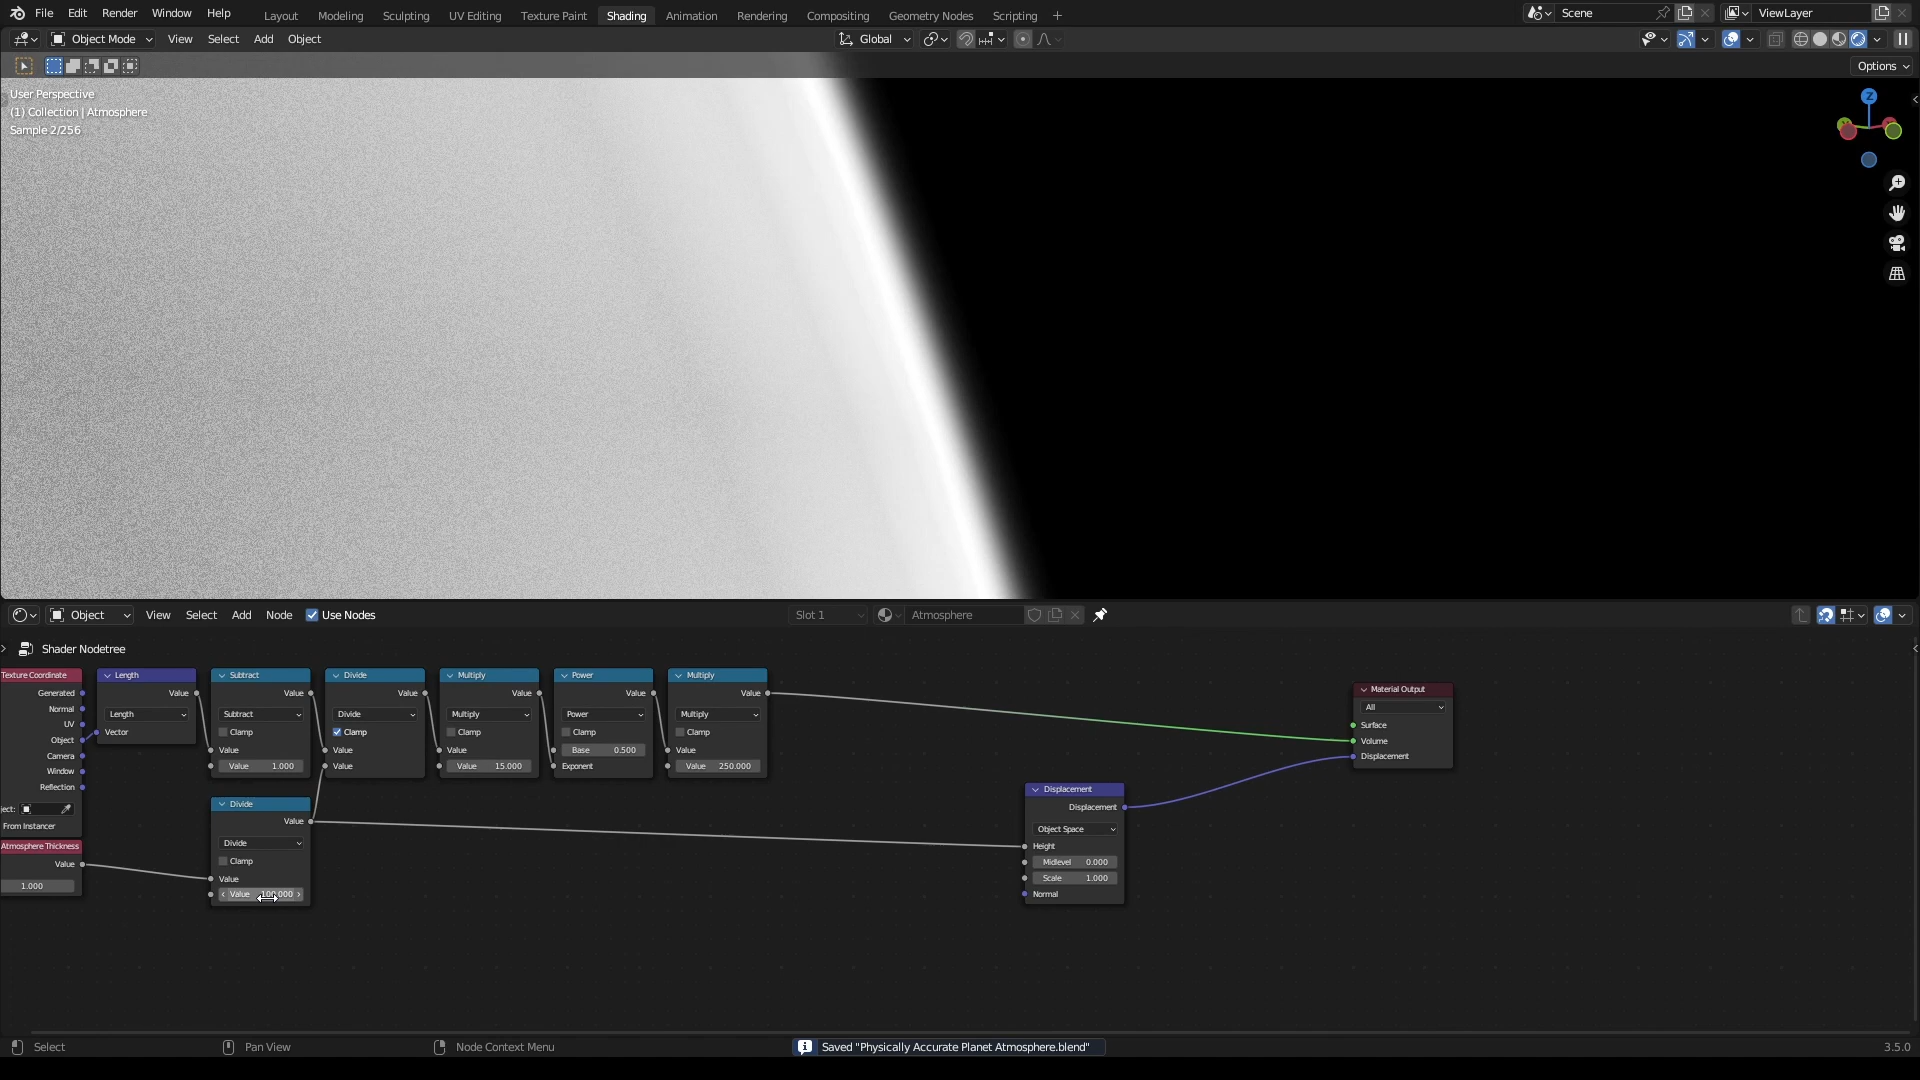 File Edit Render Window Help Layout Modeling Sculpting UV Editing Texture Paint Shading Animation Rendering Compositing Geometry Nodes Scripting + Scene ViewLayer
Object Mode View Select Add Object Global
Options
User Perspective
(1) Collection | Atmosphere
Sample 2/256
Z
Object View Select Add Node Use Nodes Slot 1 Atmosphere
Shader Nodetree
Texture Coordinate
Generated
Normal
UV
Object
Camera
Window
Reflection
ject:
From Instancer
Atmosphere Thickness
Value
1.000
Length
Value
Length
Vector
Subtract
Value
Subtract
Clamp
Value
Value 1.000
Divide
Value
Divide
Clamp
Value
Value 100.000
Divide
Value
Divide
Clamp
Value
Value
Multiply
Value
Multiply
Clamp
Value
Value 15.000
Power
Value
Power
Clamp
Base 0.500
Exponent
Multiply
Value
Multiply
Clamp
Value
Value 250.000
Displacement
Displacement
Object Space
Height
Midlevel 0.000
Scale 1.000
Normal
Material Output
All
Surface
Volume
Displacement
Select Pan View Node Context Menu Saved "Physically Accurate Planet Atmosphere.blend" 3.5.0